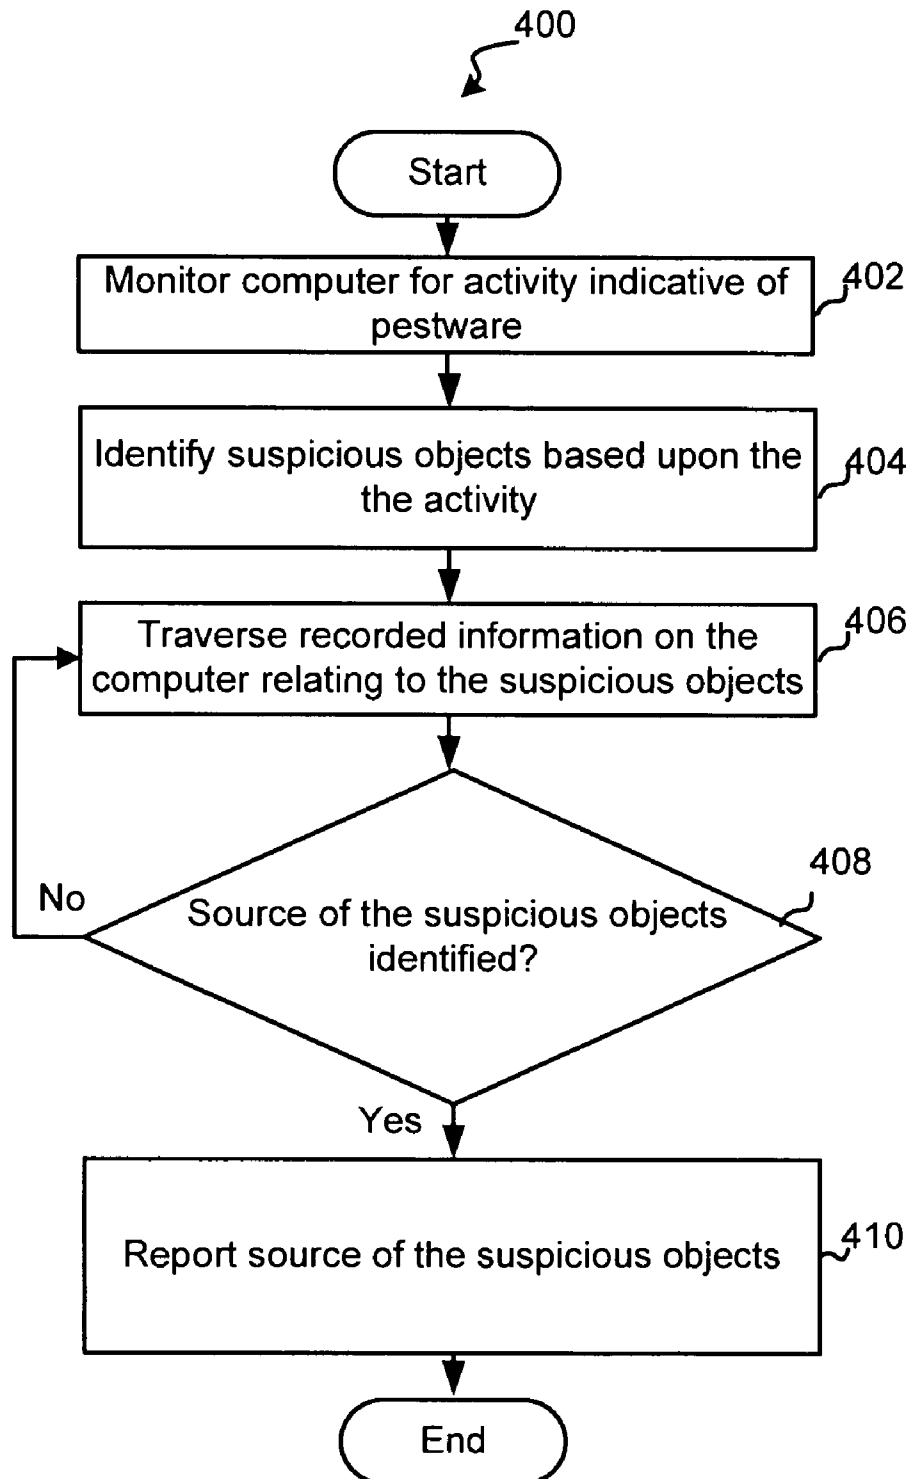 400
Start
Monitor computer for activity indicative of
pestware
402
Identify suspicious objects based upon the
the activity
404
Traverse recorded information on the
computer relating to the suspicious objects
406
408
No
Source of the suspicious objects
identified?
Yes
Report source of the suspicious objects
410
End